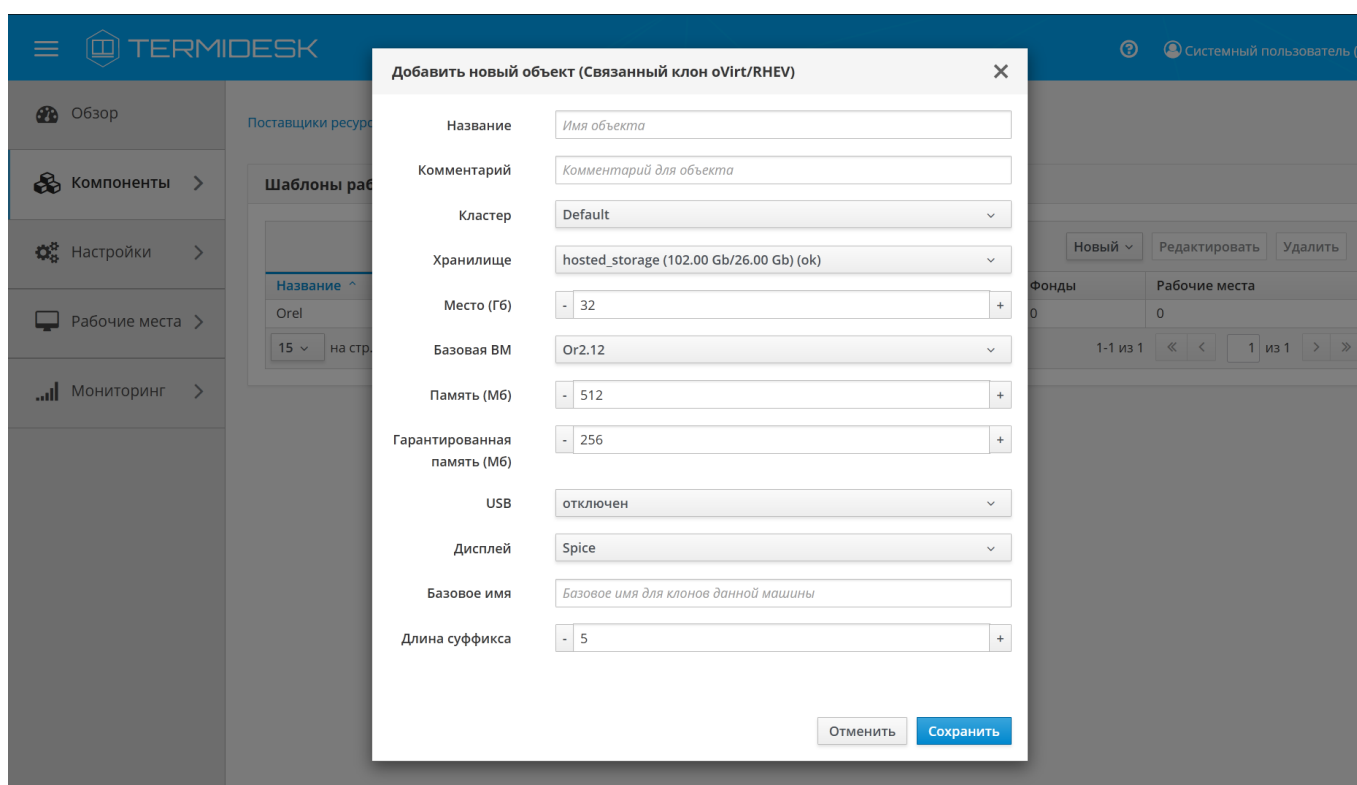 TERMIDESK
Системный пользователь (
Обзор
Компоненты
Настройки
Рабочие места
Мониторинг
Поставщики ресурс
Шаблоны раб
Новый
Редактировать
Удалить
Название
Фонды
Рабочие места
Orel
0
0
15
на стр.
1-1 из 1
1 из 1
Добавить новый объект (Связанный клон oVirt/RHEV)
Название
Имя объекта
Комментарий
Комментарий для объекта
Кластер
Default
Хранилище
hosted_storage (102.00 Gb/26.00 Gb) (ok)
Место (Гб)
- 32 +
Базовая ВМ
Or2.12
Память (Мб)
- 512 +
Гарантированная
память (Мб)
- 256 +
USB
отключен
Дисплей
Spice
Базовое имя
Базовое имя для клонов данной машины
Длина суффикса
- 5 +
Отменить
Сохранить